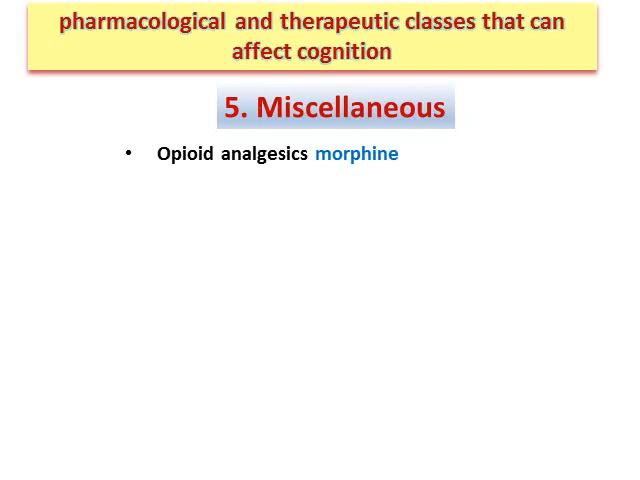 pharmacological and therapeutic classes that can
affect cognition
5. Miscellaneous
• Opioid analgesics morphine